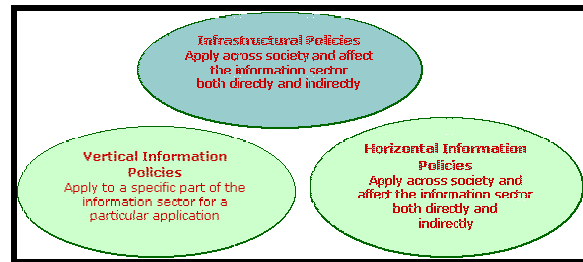 Infrastructural Policies
Apply across society and affect
the information sector
both directly and indirectly
Vertical Information
Policies
Apply to a specific part of the
information sector for a
particular application
Horizontal Information
Policies
Apply across society and
affect the information sector
both directly and
indirectly